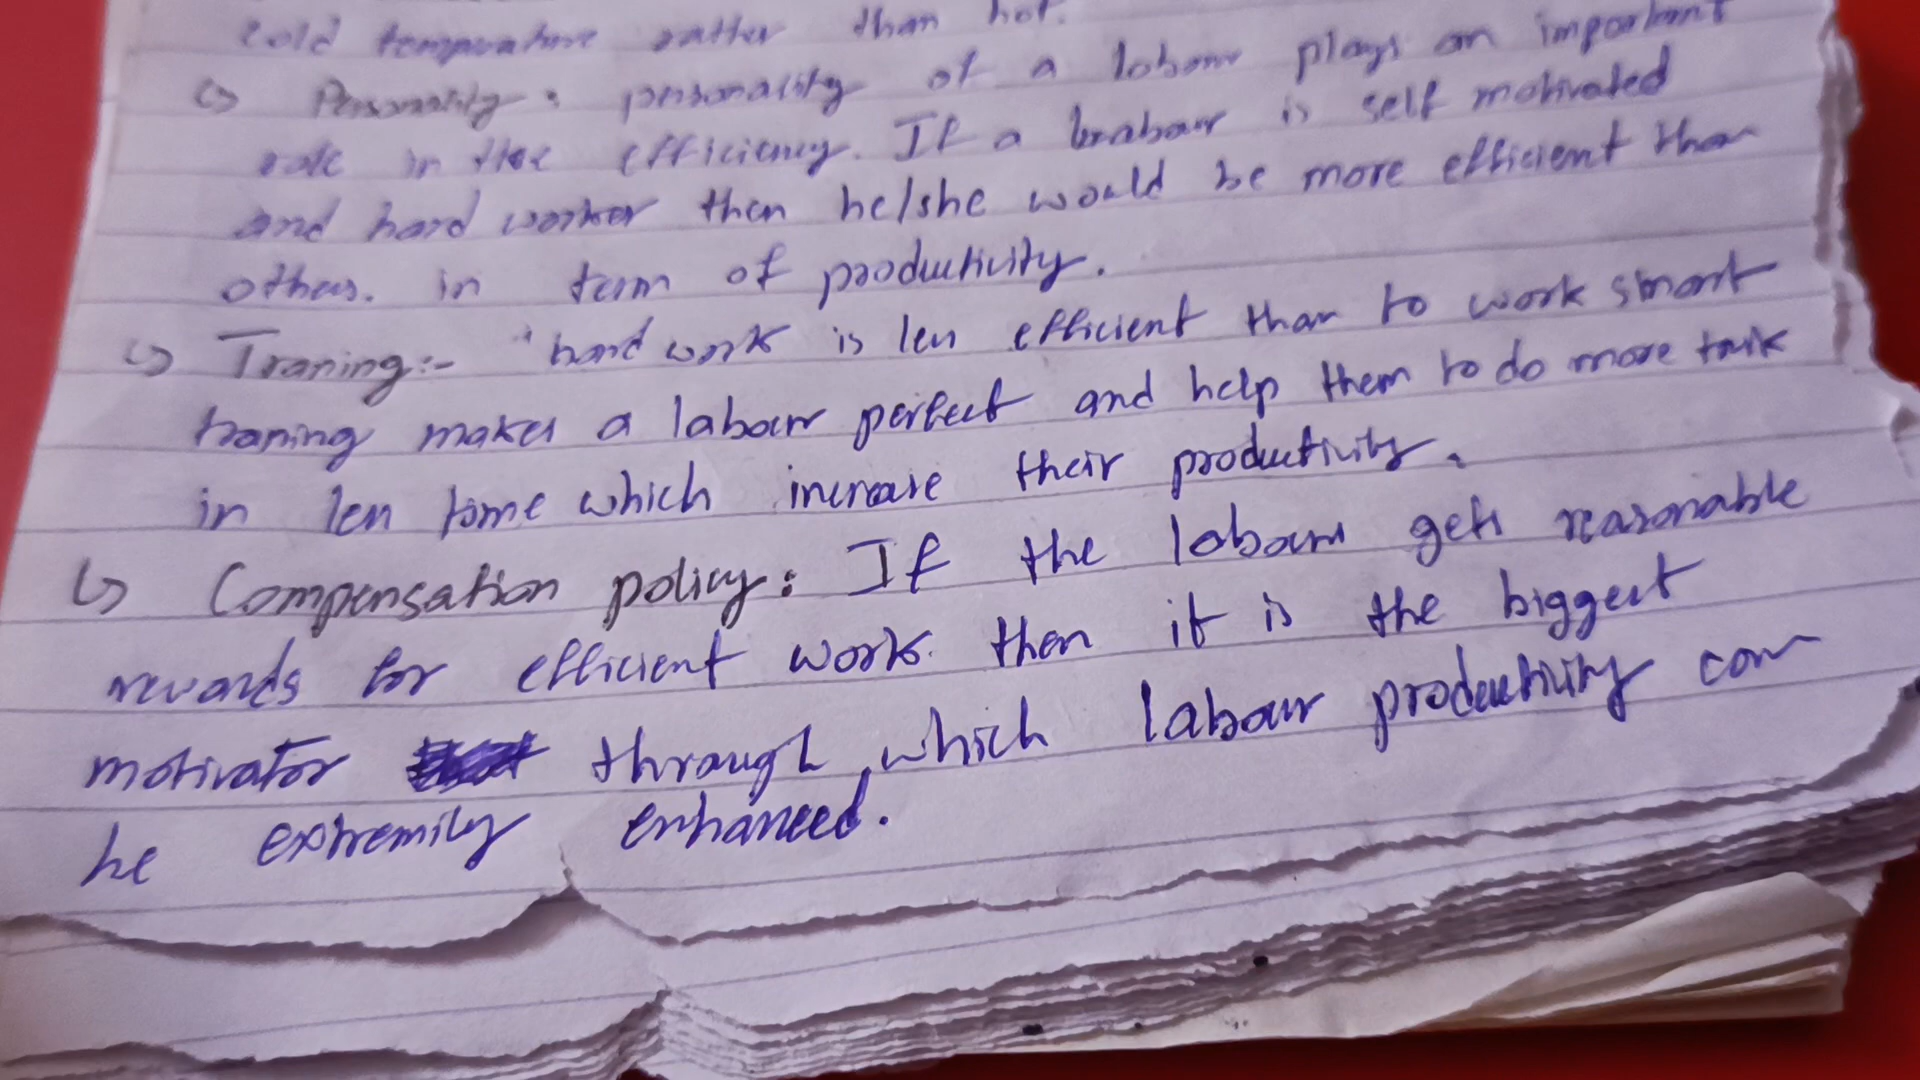 cold temperature rather than hot.
↳ Personality : personality of a labour plays an important
role in the efficiency. If a labour is self motivated
and hard worker then he/she would be more efficient than
others. in term of productivity.
↳ Traning:- "hard work is less efficient than to work smart
traning makes a labour perfect and help them to do more task
in less time which increase their productivity.
↳ Compensation policy: If the labours gets reasonable
rewards for efficient work. then it is the biggest
motivator through which labour productivity can
be extremily enhanced.